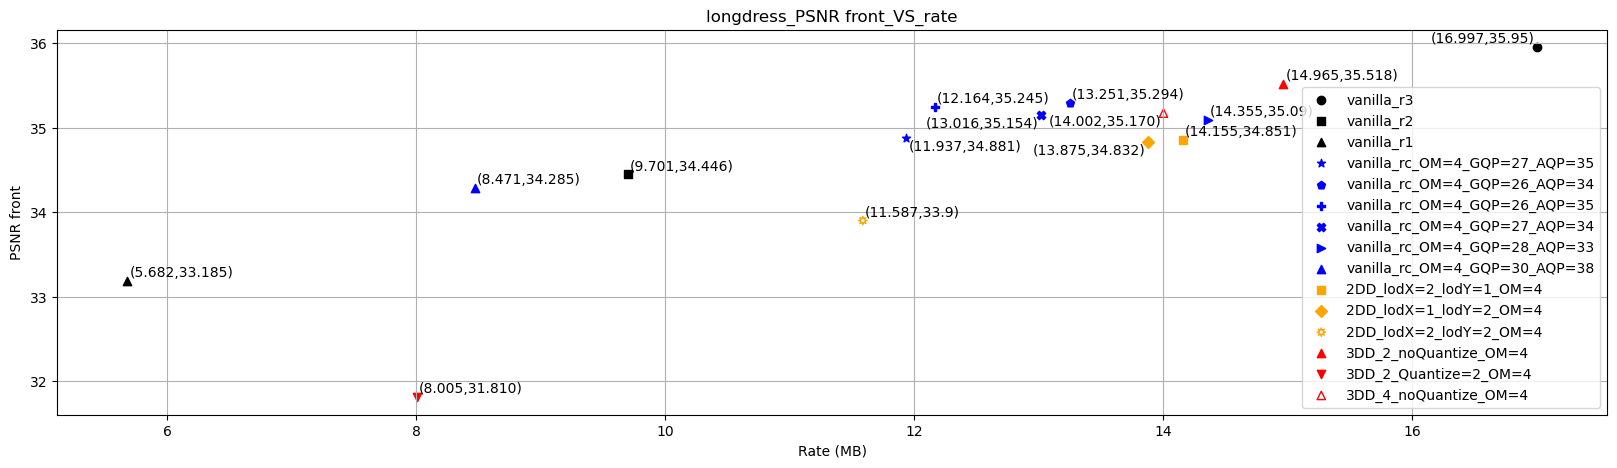 longdress_PSNR front_VS_rate
36
35
34
33
32
PSNR front
(16.997,35.95)
(14.965,35.518)
(12.164,35.245)
(13.251,35.294)
(13.016,35.154)
(14.002,35.170)
(14.355,35.09)
(11.937,34.881)
(13.875,34.832)
(14.155,34.851)
(9.701,34.446)
(8.471,34.285)
(11.587,33.9)
(5.682,33.185)
(8.005,31.810)
vanilla_r3
vanilla_r2
vanilla_r1
vanilla_rc_OM=4_GQP=27_AQP=35
vanilla_rc_OM=4_GQP=26_AQP=34
vanilla_rc_OM=4_GQP=26_AQP=35
vanilla_rc_OM=4_GQP=27_AQP=34
vanilla_rc_OM=4_GQP=28_AQP=33
vanilla_rc_OM=4_GQP=30_AQP=38
2DD_lodX=2_lodY=1_OM=4
2DD_lodX=1_lodY=2_OM=4
2DD_lodX=2_lodY=2_OM=4
3DD_2_noQuantize_OM=4
3DD_2_Quantize=2_OM=4
3DD_4_noQuantize_OM=4
6
8
10
12
14
16
Rate (MB)